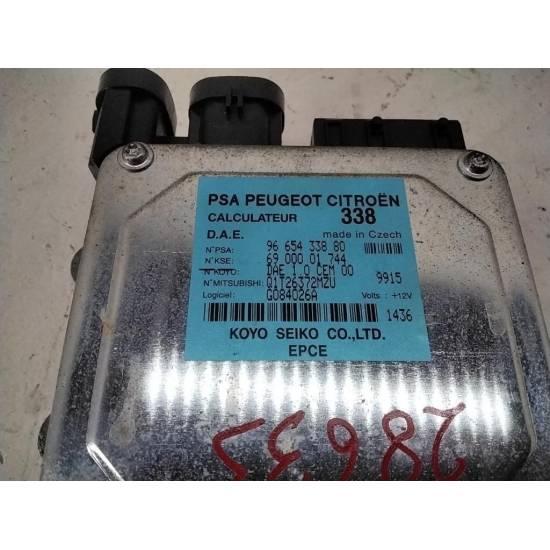 PSA PEUGEOT CITROËN
CALCULATEUR 338
D.A.E. made in Czech
N°PSA: 96 654 338 80
N°KSE: 69 000 01 744
N°KOYO: DAE 1.0 CEM 00
N°MITSUBISHI: Q1T26372MZU 9915
Logiciel: G084026A Volts: +12V
1436
KOYO SEIKO CO.,LTD.
EPCE
28635